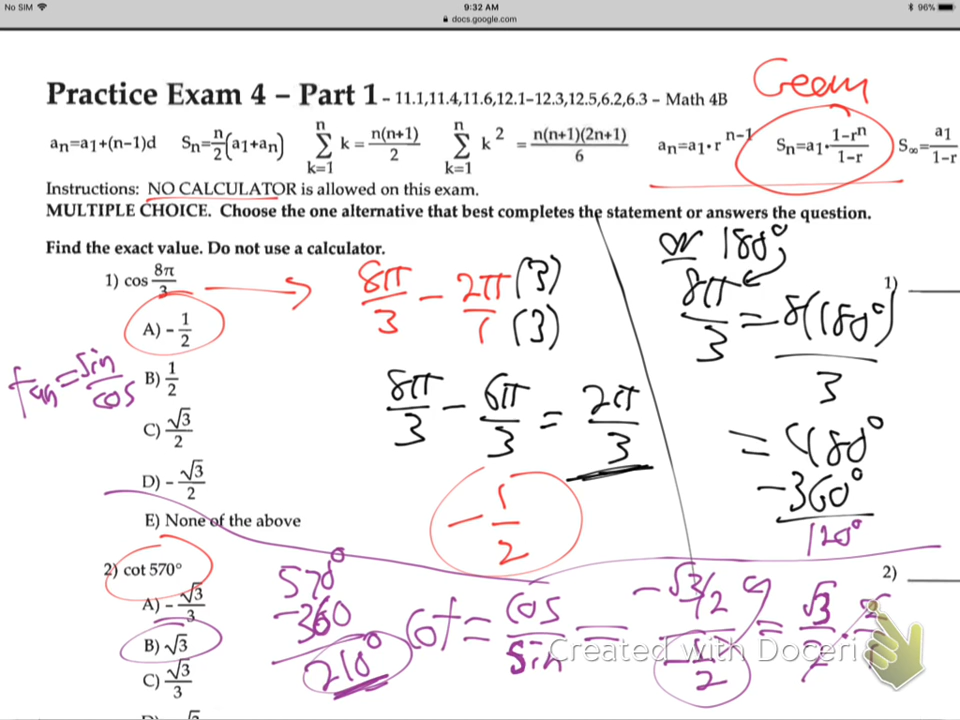 No SIM 9:32 AM 96%
docs.google.com
Geom
Practice Exam 4 – Part 1 - 11.1,11.4,11.6,12.1–12.3,12.5,6.2,6.3 – Math 4B
an=a1+(n−1)d Sn=n/2(a1+an) n∑k=1 k = n(n+1)/2 n∑k=1 k² = n(n+1)(2n+1)/6 an=a1·r^n−1 Sn=a1·(1−rⁿ)/(1−r) S∞=a1/(1−r)
Instructions: NO CALCULATOR is allowed on this exam.
MULTIPLE CHOICE. Choose the one alternative that best completes the statement or answers the question.
Find the exact value. Do not use a calculator.
1) cos 8π/3
A) - 1/2
B) 1/2
C) √3/2
D) - √3/2
E) None of the above
tan = sin/cos
8π/3 − 2π/1 (3)/(3)
8π/3 − 6π/3 = 2π/3
− 1/2
or 180°
8π/3 = 8(180°)/3
= 480°
−360°
120°
1)
2) cot 570°
A) - √3/3
B) √3
C) √3/3
570°
−360
210°
cot = cos/sin = −√3/2 / −1/2 = √3/2 ·
2)
Created with Doceri